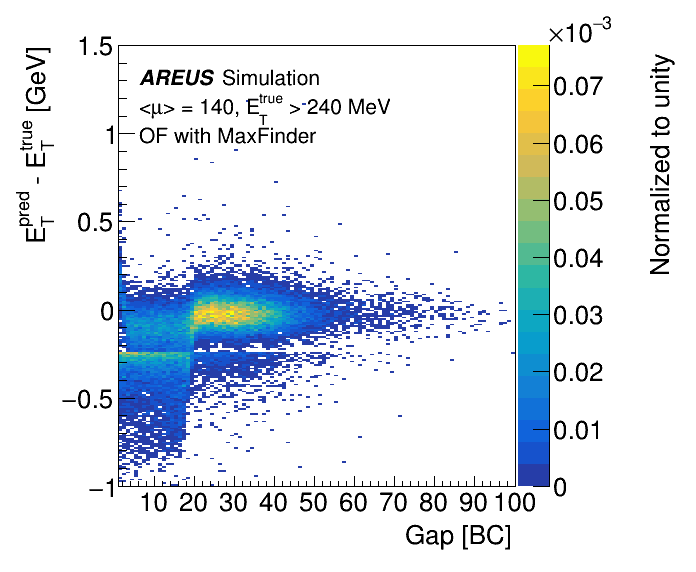 ×10⁻³
1.5
1
0.5
0
−0.5
−1
E_T^pred - E_T^true [GeV]
AREUS Simulation
<μ> = 140, E_T^true > 240 MeV
OF with MaxFinder
0.07
0.06
0.05
0.04
0.03
0.02
0.01
0
Normalized to unity
10 20 30 40 50 60 70 80 90 100
Gap [BC]